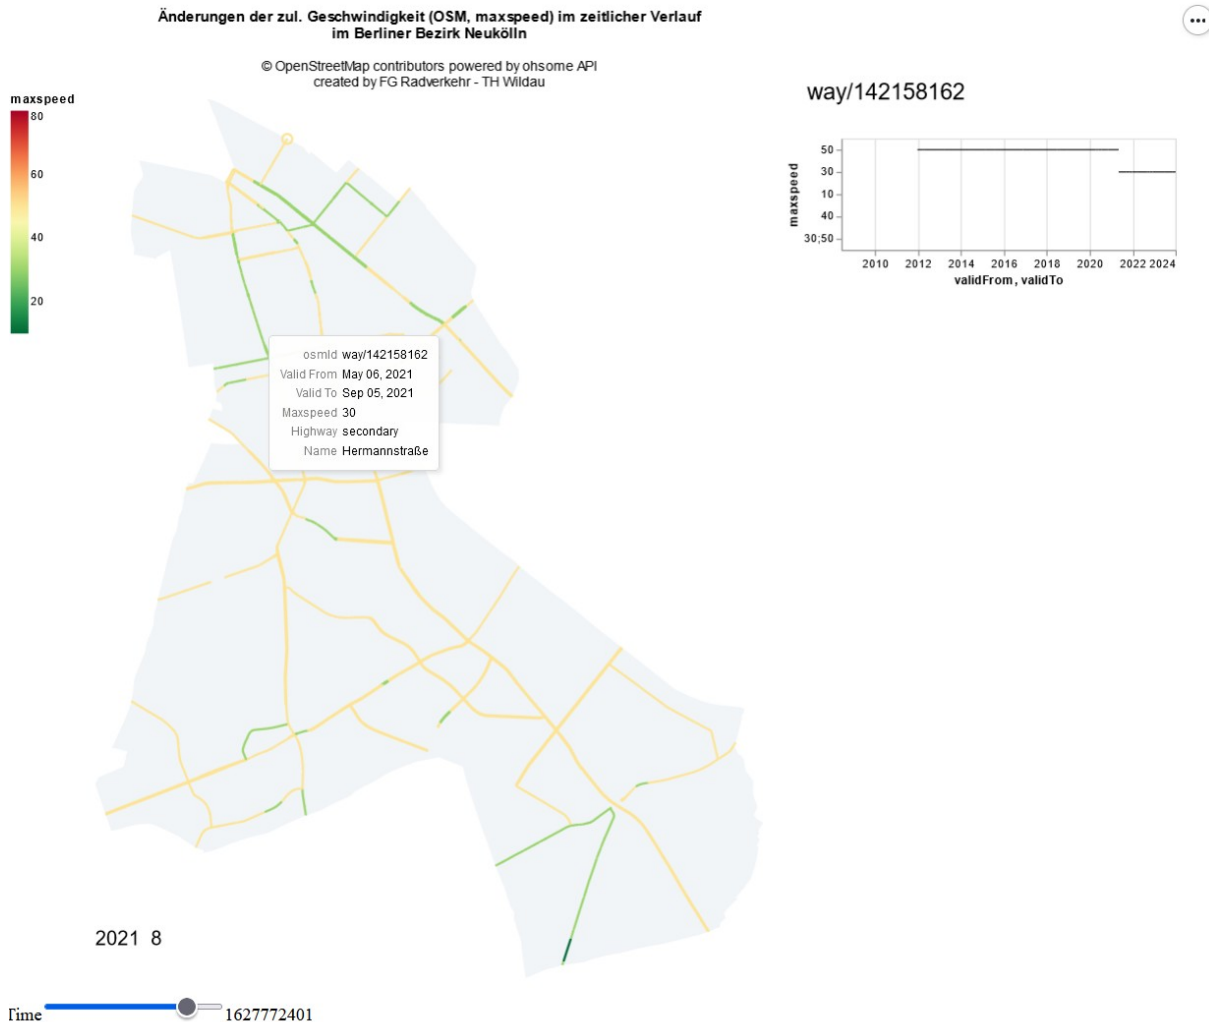 Änderungen der zul. Geschwindigkeit (OSM, maxspeed) im zeitlicher Verlauf
im Berliner Bezirk Neukölln
© OpenStreetMap contributors powered by ohsome API
created by FG Radverkehr - TH Wildau
maxspeed
80
60
40
20
way/142158162
maxspeed
50
30
10
40
30;50
2010 2012 2014 2016 2018 2020 2022 2024
validFrom, validTo
osmId way/142158162
Valid From May 06, 2021
Valid To Sep 05, 2021
Maxspeed 30
Highway secondary
Name Hermannstraße
2021 8
Time 1627772401